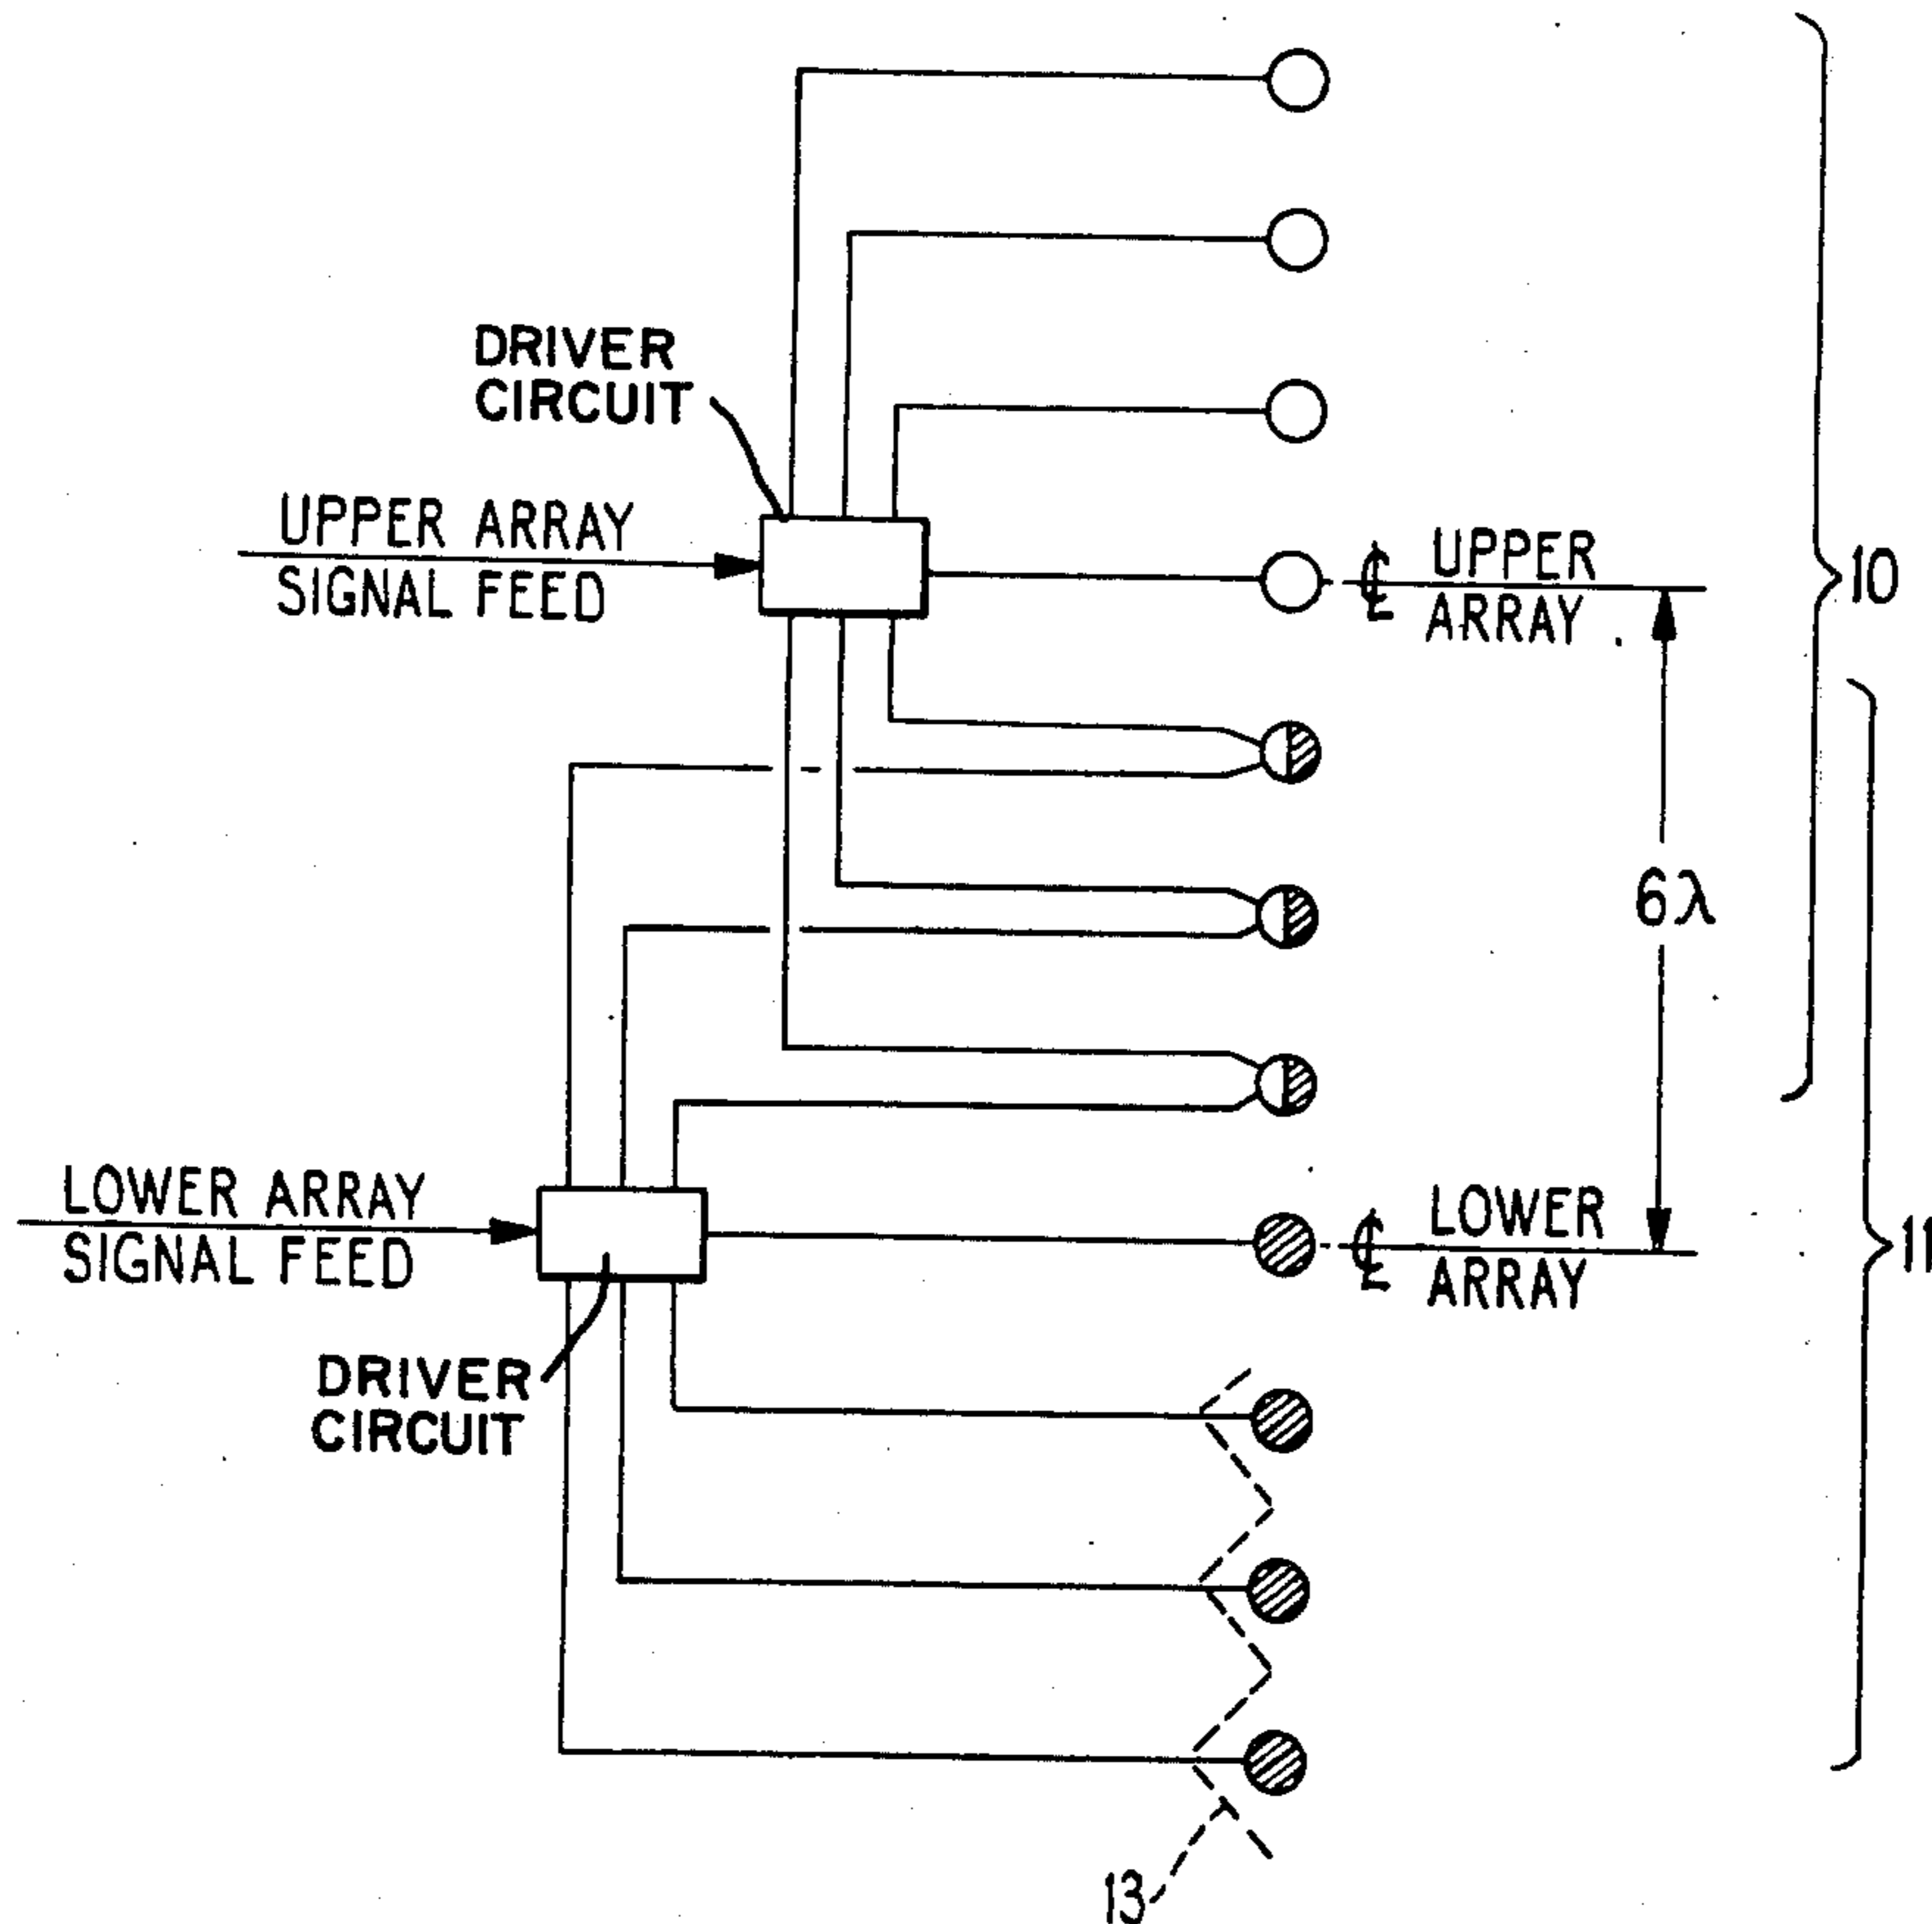 DRIVER
CIRCUIT
UPPER ARRAY
SIGNAL FEED
℄ UPPER
ARRAY
10
6λ
LOWER ARRAY
SIGNAL FEED
℄ LOWER
ARRAY
11
DRIVER
CIRCUIT
13